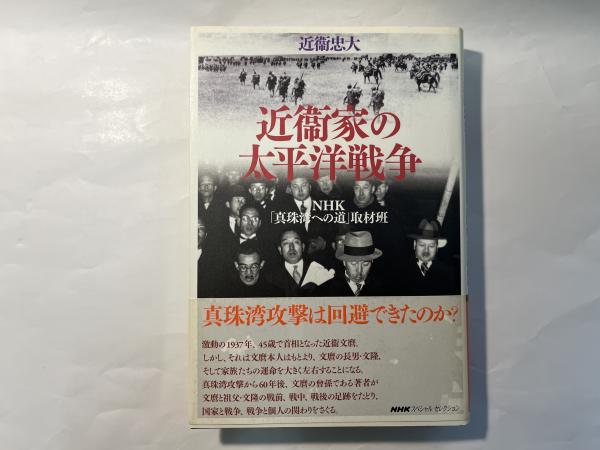 近衞忠大
近衞家の
太平洋戦争
NHK
「真珠湾への道」取材班
真珠湾攻撃は回避できたのか?
激動の1937年、45歳で首相となった近衞文麿。
しかし、それは文麿本人はもとより、文麿の長男・文隆、
そして家族たちの運命を大きく左右することになる。
真珠湾攻撃から60年後、文麿の曾孫である著者が
文麿と祖父・文隆の戦前、戦中、戦後の足跡をたどり、
国家と戦争、戦争と個人の関わりをさぐる。
NHKスペシャル セレクション